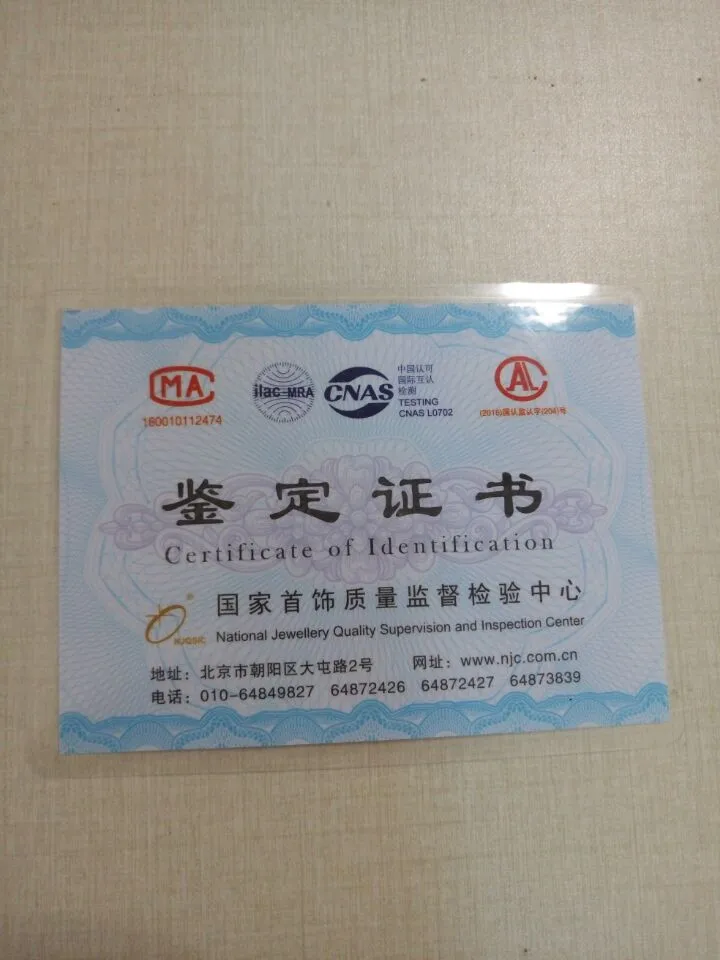 MA
160010112474
ilac-MRA
CNAS
中国认可
国际互认
检测
TESTING
CNAS L0702
CAL
(2016)国认监认字(204)号
鉴定证书
Certificate of Identification
NJQSIC
国家首饰质量监督检验中心
National Jewellery Quality Supervision and Inspection Center
地址：北京市朝阳区大屯路2号 网址：www.njc.com.cn
电话：010-64849827 64872426 64872427 64873839